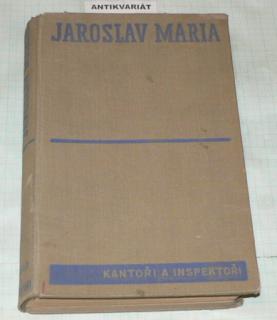 ANTIKVARIÁT
JAROSLAV MARIA
KANTOŘI A INSPEKTOŘI